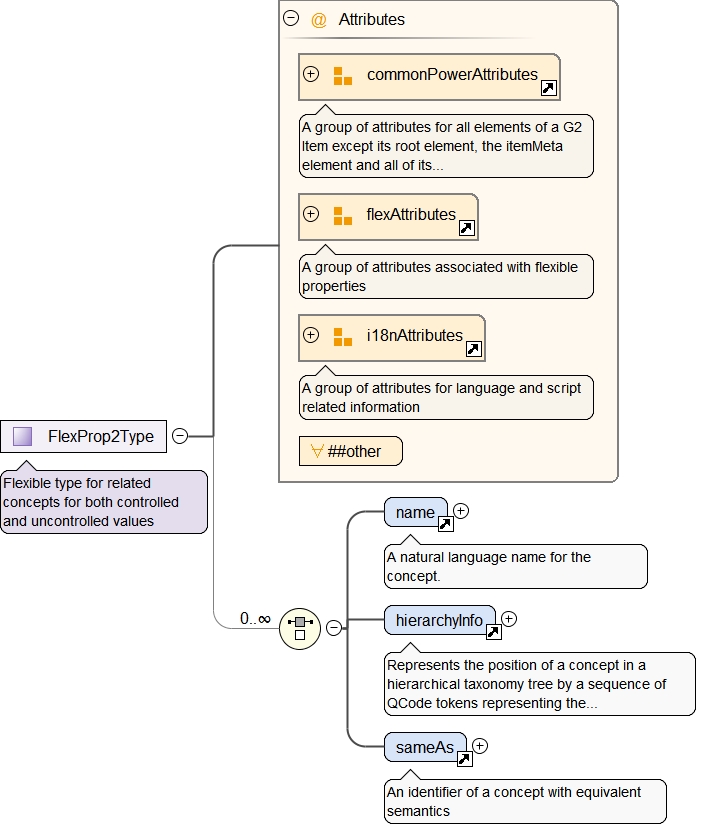 @ Attributes
commonPowerAttributes
A group of attributes for all elements of a G2
Item except its root element, the itemMeta
element and all of its...
flexAttributes
A group of attributes associated with flexible
properties
i18nAttributes
A group of attributes for language and script
related information
##other
FlexProp2Type
Flexible type for related
concepts for both controlled
and uncontrolled values
0..∞
name
A natural language name for the
concept.
hierarchyInfo
Represents the position of a concept in a
hierarchical taxonomy tree by a sequence of
QCode tokens representing the...
sameAs
An identifier of a concept with equivalent
semantics